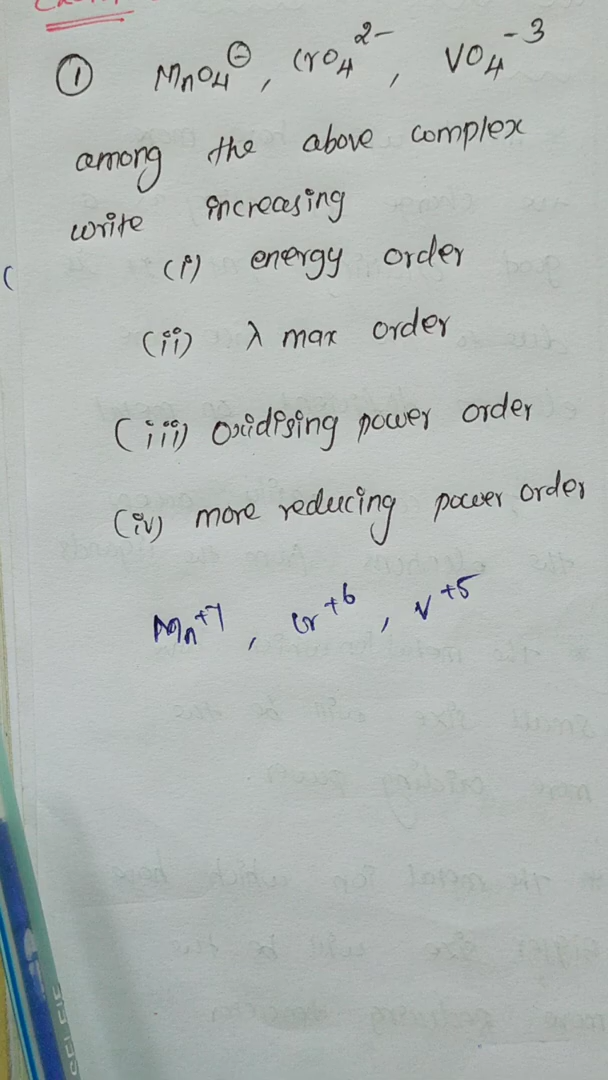 ① MnO4⊖, CrO4 2-, VO4 -3
among the above complex
write increasing
(i) energy order
(ii) λ max order
(iii) oxidising power order
(iv) more reducing power order
Mn+7, Cr+6, V+5